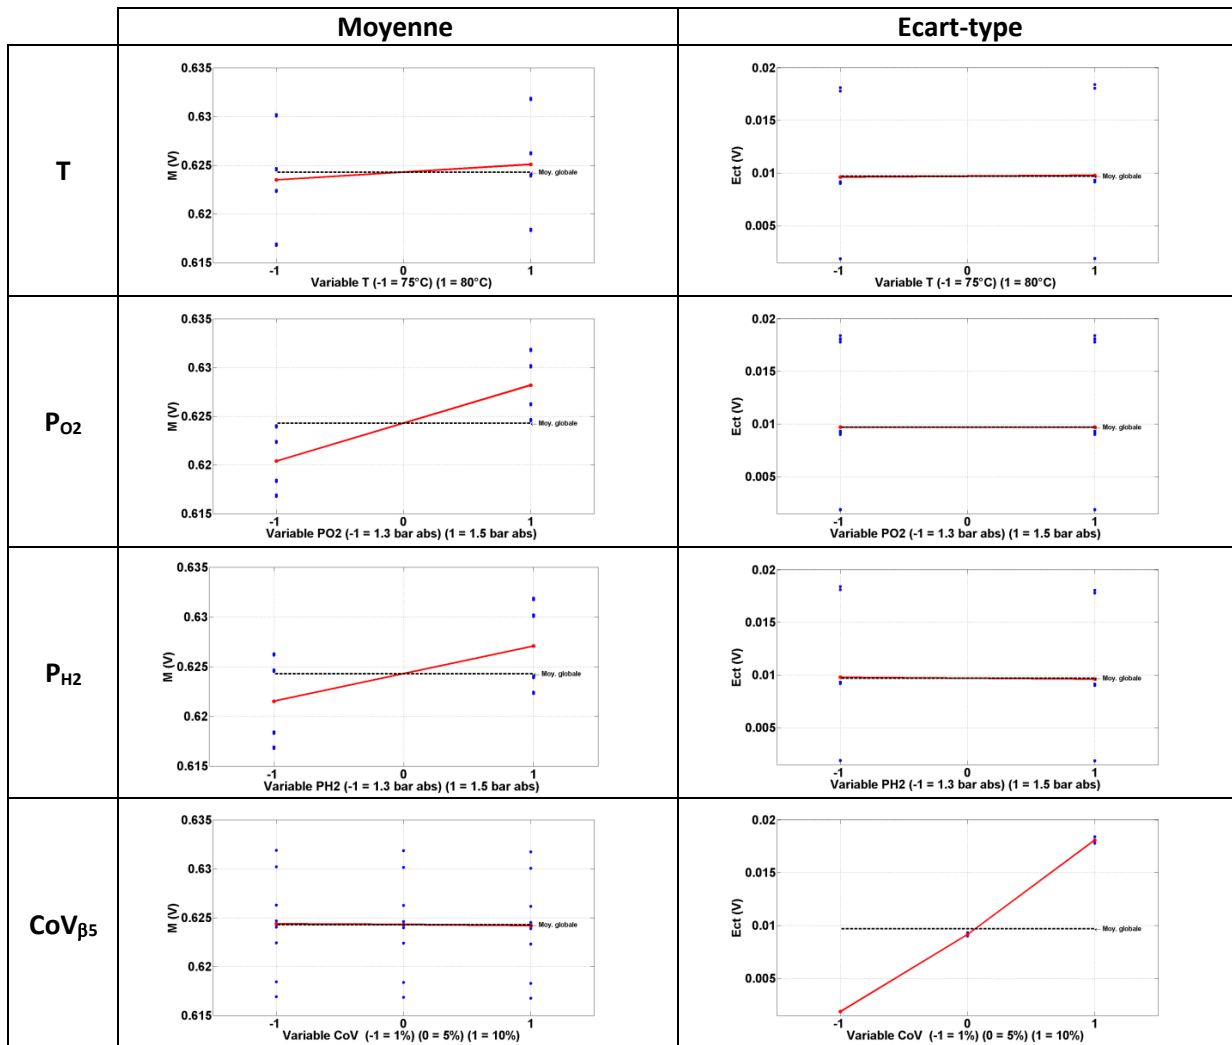 Moyenne
Ecart-type
T
0.635
0.63
0.625
0.62
0.615
M (V)
Moy. globale
-1
0
1
Variable T (-1 = 75°C) (1 = 80°C)
0.02
0.015
0.01
0.005
Ect (V)
Moy. globale
-1
0
1
Variable T (-1 = 75°C) (1 = 80°C)
PO2
0.635
0.63
0.625
0.62
0.615
M (V)
Moy. globale
-1
0
1
Variable PO2 (-1 = 1.3 bar abs) (1 = 1.5 bar abs)
0.02
0.015
0.01
0.005
Ect (V)
Moy. globale
-1
0
1
Variable PO2 (-1 = 1.3 bar abs) (1 = 1.5 bar abs)
PH2
0.635
0.63
0.625
0.62
0.615
M (V)
Moy. globale
-1
0
1
Variable PH2 (-1 = 1.3 bar abs) (1 = 1.5 bar abs)
0.02
0.015
0.01
0.005
Ect (V)
Moy. globale
-1
0
1
Variable PH2 (-1 = 1.3 bar abs) (1 = 1.5 bar abs)
CoVβ5
0.635
0.63
0.625
0.62
0.615
M (V)
Moy. globale
-1
0
1
Variable CoV (-1 = 1%) (0 = 5%) (1 = 10%)
0.02
0.015
0.01
0.005
Ect (V)
Moy. globale
-1
0
1
Variable CoV (-1 = 1%) (0 = 5%) (1 = 10%)